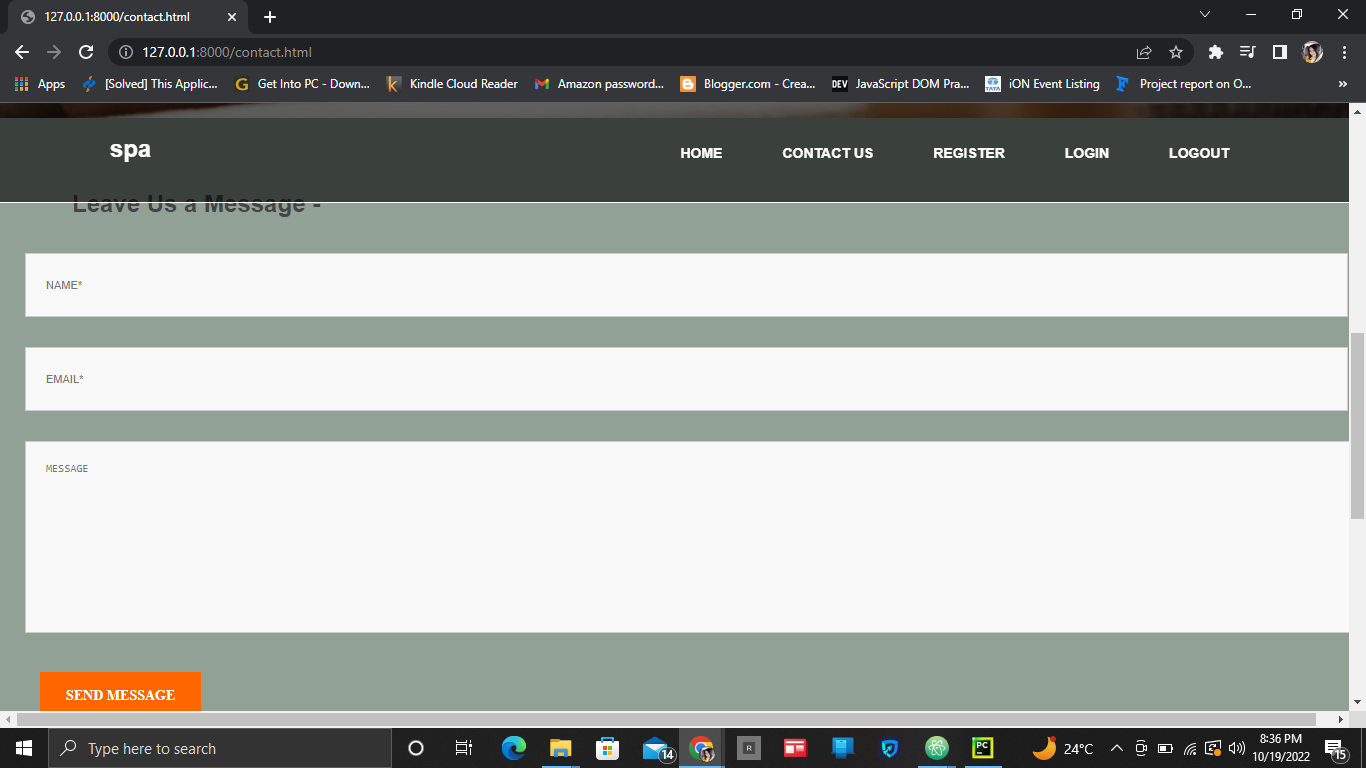 127.0.0.1:8000/contact.html
127.0.0.1:8000/contact.html
Apps [Solved] This Applic... Get Into PC - Down... Kindle Cloud Reader Amazon password... Blogger.com - Crea... DEV JavaScript DOM Pra... TATA iON Event Listing Project report on O... »
spa HOME CONTACT US REGISTER LOGIN LOGOUT
Leave Us a Message -
NAME*
EMAIL*
MESSAGE
SEND MESSAGE
Type here to search 14 R PC 24°C 8:36 PM
10/19/2022 15